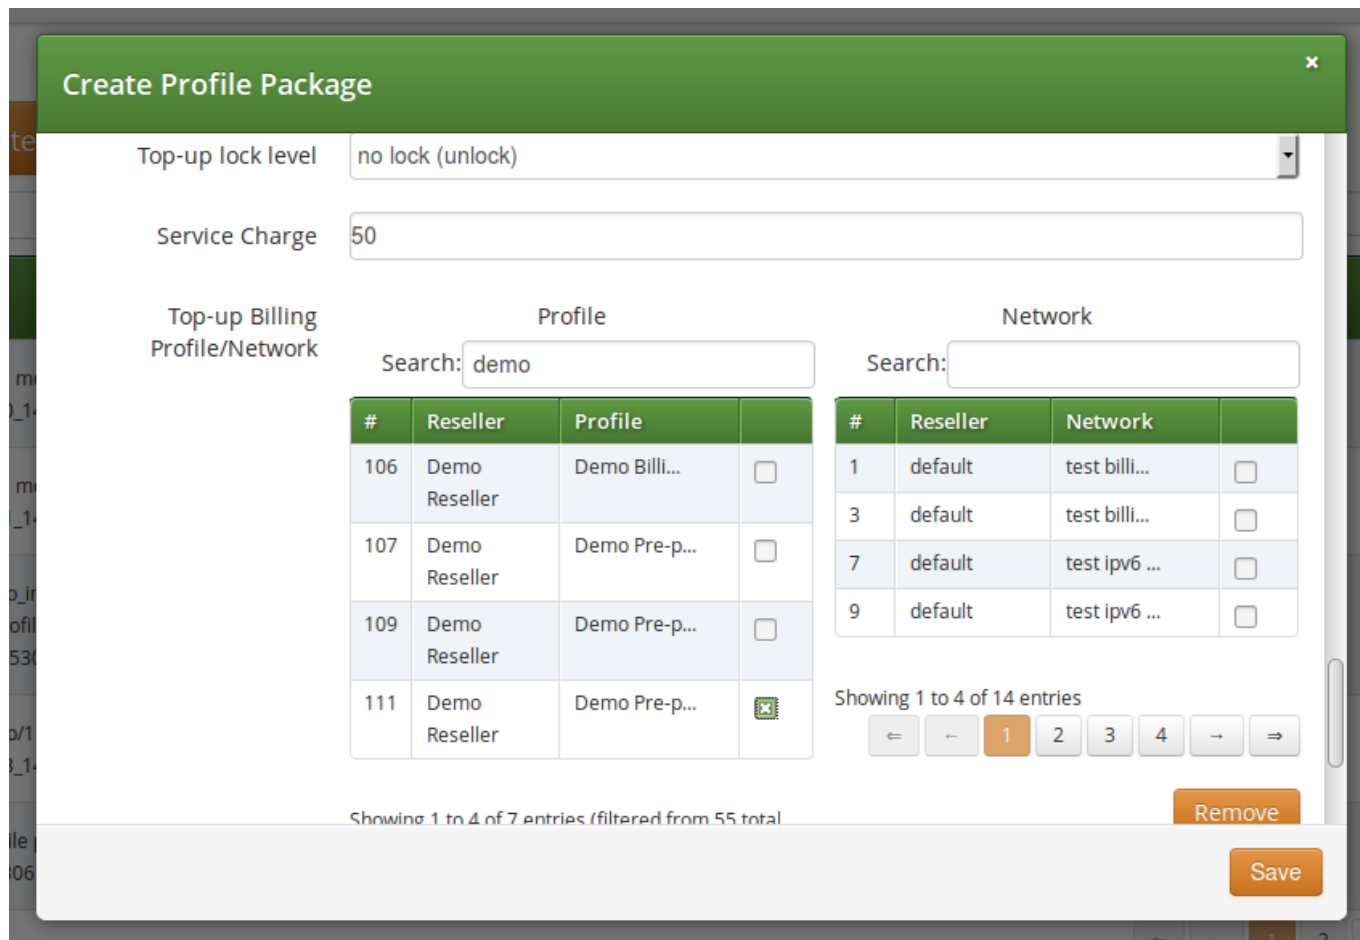 Create Profile Package
×
Top-up lock level
no lock (unlock)
Service Charge
50
Top-up Billing
Profile/Network
Profile
Network
Search:
demo
Search:
# Reseller Profile
106 Demo Reseller Demo Billi...
107 Demo Reseller Demo Pre-p...
109 Demo Reseller Demo Pre-p...
111 Demo Reseller Demo Pre-p...
# Reseller Network
1 default test billi...
3 default test billi...
7 default test ipv6 ...
9 default test ipv6 ...
Showing 1 to 4 of 14 entries
⇐ ← 1 2 3 4 → ⇒
Showing 1 to 4 of 7 entries (filtered from 55 total
Remove
Save